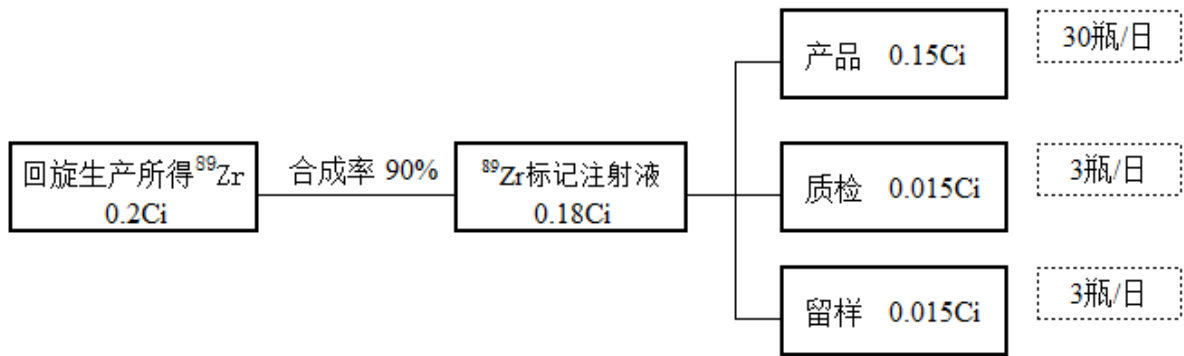 回旋生产所得⁸⁹Zr
0.2Ci
合成率 90%
⁸⁹Zr标记注射液
0.18Ci
产品 0.15Ci
30瓶/日
质检 0.015Ci
3瓶/日
留样 0.015Ci
3瓶/日